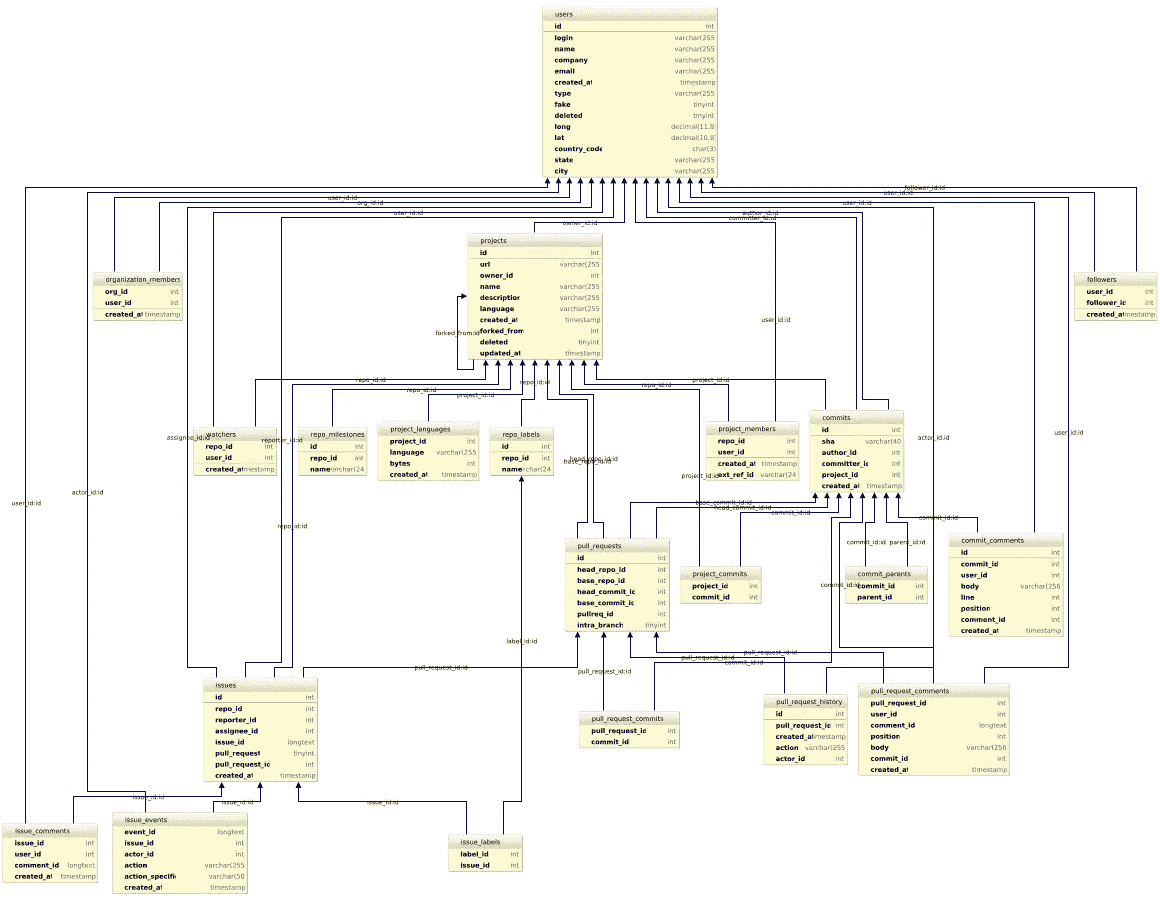 users
id int
login varchar(255
name varchar(255
company varchar(255
email varchar(255
created_at timestamp
type varchar(255
fake tinyint
deleted tinyint
long decimal(11,8)
lat decimal(10,8)
country_code char(3)
state varchar(255
city varchar(255
follower_id:id
user_id:id
user_id:id
org_id:id
user_id:id
user_id:id
author_id:id
committer_id:id
owner_id:id
projects
id int
url varchar(255
owner_id int
name varchar(255
description varchar(255
language varchar(255
created_at timestamp
forked_from int
deleted tinyint
updated_at timestamp
forked_from:id
organization_members
org_id int
user_id int
created_at timestamp
followers
user_id int
follower_id int
created_at timestamp
user_id:id
repo_id:id
repo_id:id
project_id:id
repo_id:id
repo_id:id
project_id:id
watchers
repo_id int
user_id int
created_at timestamp
assignee_id:id
reporter_id:id
repo_milestones
id int
repo_id int
name varchar(24
project_languages
project_id int
language varchar(255
bytes int
created_at timestamp
repo_labels
id int
repo_id int
name varchar(24
head_repo_id:id
base_repo_id:id
project_members
repo_id int
user_id int
created_at timestamp
ext_ref_id varchar(24
project_id:id
commits
id int
sha varchar(40
author_id int
committer_id int
project_id int
created_at timestamp
actor_id:id
user_id:id
user_id:id
actor_id:id
repo_id:id
base_commit_id:id
head_commit_id:id
commit_id:id
commit_id:id
commit_id:id
parent_id:id
commit_id:id
pull_requests
id int
head_repo_id int
base_repo_id int
head_commit_id int
base_commit_id int
pullreq_id int
intra_branch tinyint
project_commits
project_id int
commit_id int
commit_parents
commit_id int
parent_id int
commit_comments
id int
commit_id int
user_id int
body varchar(256
line int
position int
comment_id int
created_at timestamp
label_id:id
pull_request_id:id
pull_request_id:id
pull_request_id:id
pull_request_id:id
commit_id:id
issues
id int
repo_id int
reporter_id int
assignee_id int
issue_id longtext
pull_request tinyint
pull_request_id int
created_at timestamp
pull_request_commits
pull_request_id int
commit_id int
pull_request_history
id int
pull_request_id int
created_at timestamp
action varchar(255
actor_id int
pull_request_comments
pull_request_id int
user_id int
comment_id longtext
position int
body varchar(256
commit_id int
created_at timestamp
issue_id:id
issue_id:id
issue_id:id
issue_comments
issue_id int
user_id int
comment_id longtext
created_at timestamp
issue_events
event_id longtext
issue_id int
actor_id int
action varchar(255
action_specific varchar(50
created_at timestamp
issue_labels
label_id int
issue_id int